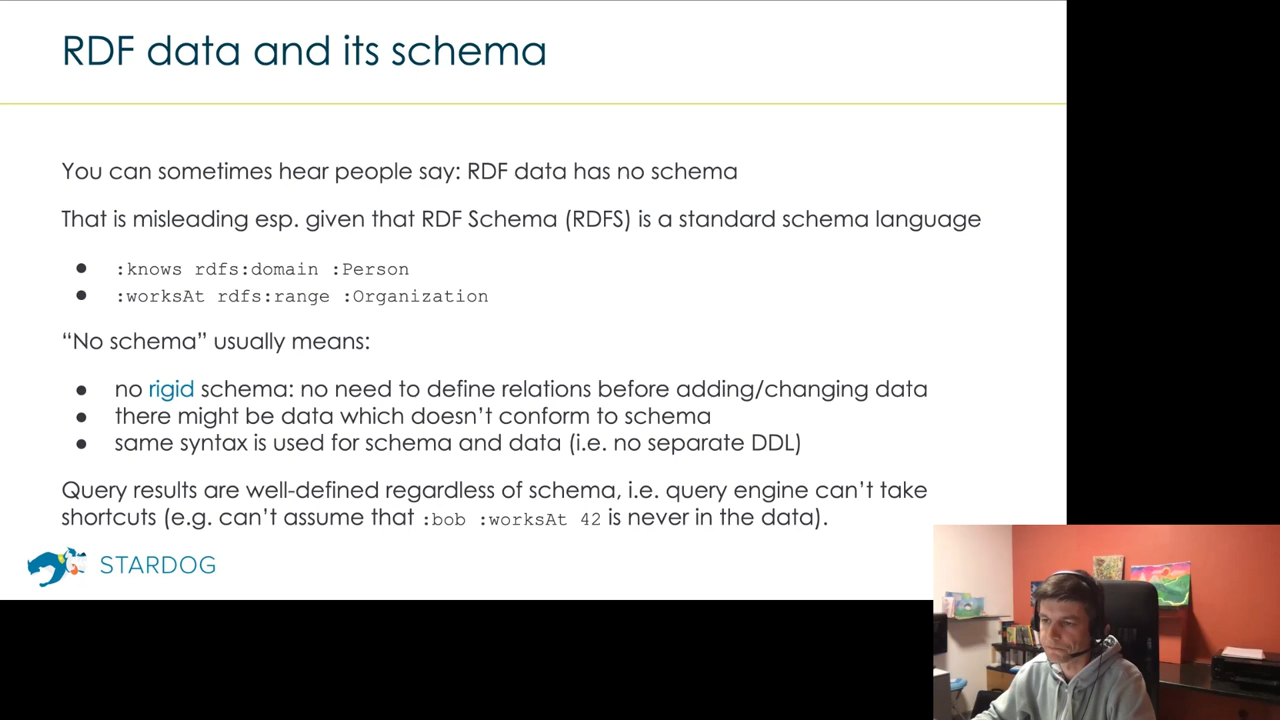 RDF data and its schema
You can sometimes hear people say: RDF data has no schema
That is misleading esp. given that RDF Schema (RDFS) is a standard schema language
● :knows rdfs:domain :Person
● :worksAt rdfs:range :Organization
“No schema” usually means:
● no rigid schema: no need to define relations before adding/changing data
● there might be data which doesn’t conform to schema
● same syntax is used for schema and data (i.e. no separate DDL)
Query results are well-defined regardless of schema, i.e. query engine can’t take
shortcuts (e.g. can’t assume that :bob :worksAt 42 is never in the data).
STARDOG